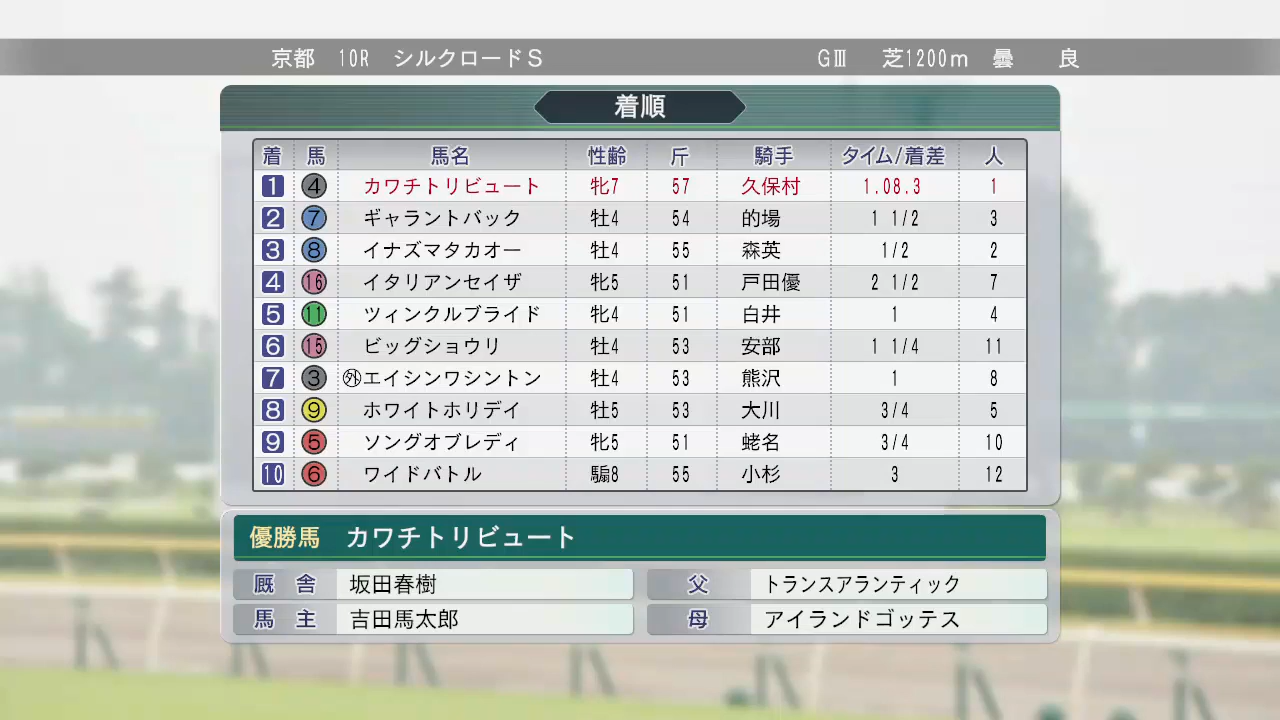 京都 10R シルクロードS GⅢ 芝1200m 曇 良
着順
着 馬 馬名 性齢 斤 騎手 タイム/着差 人
1 4 カワチトリビュート 牝7 57 久保村 1.08.3 1
2 7 ギャラントバック 牡4 54 的場 1 1/2 3
3 8 イナズマタカオー 牡4 55 森英 1/2 2
4 16 イタリアンセイザ 牝5 51 戸田優 2 1/2 7
5 11 ツィンクルブライド 牝4 51 白井 1 4
6 15 ビッグショウリ 牡4 53 安部 1 1/4 11
7 3 ㊕エイシンワシントン 牡4 53 熊沢 1 8
8 9 ホワイトホリデイ 牡5 53 大川 3/4 5
9 5 ソングオブレディ 牝5 51 蛯名 3/4 10
10 6 ワイドバトル 騸8 55 小杉 3 12
優勝馬 カワチトリビュート
厩舎 坂田春樹 父 トランスアランティック
馬主 吉田馬太郎 母 アイランドゴッテス